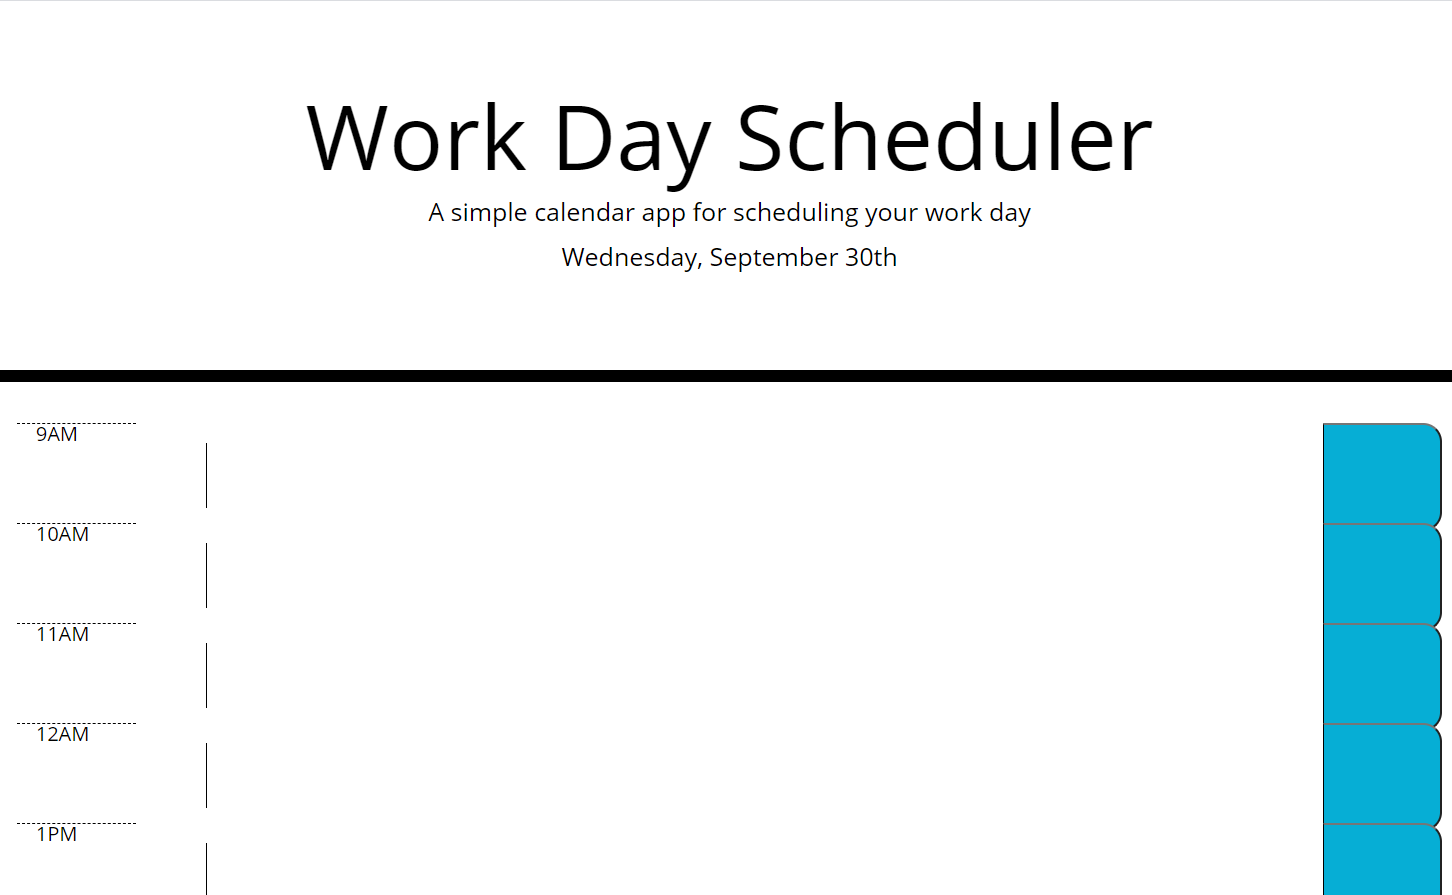 Work Day Scheduler
A simple calendar app for scheduling your work day
Wednesday, September 30th
9AM
10AM
11AM
12AM
1PM